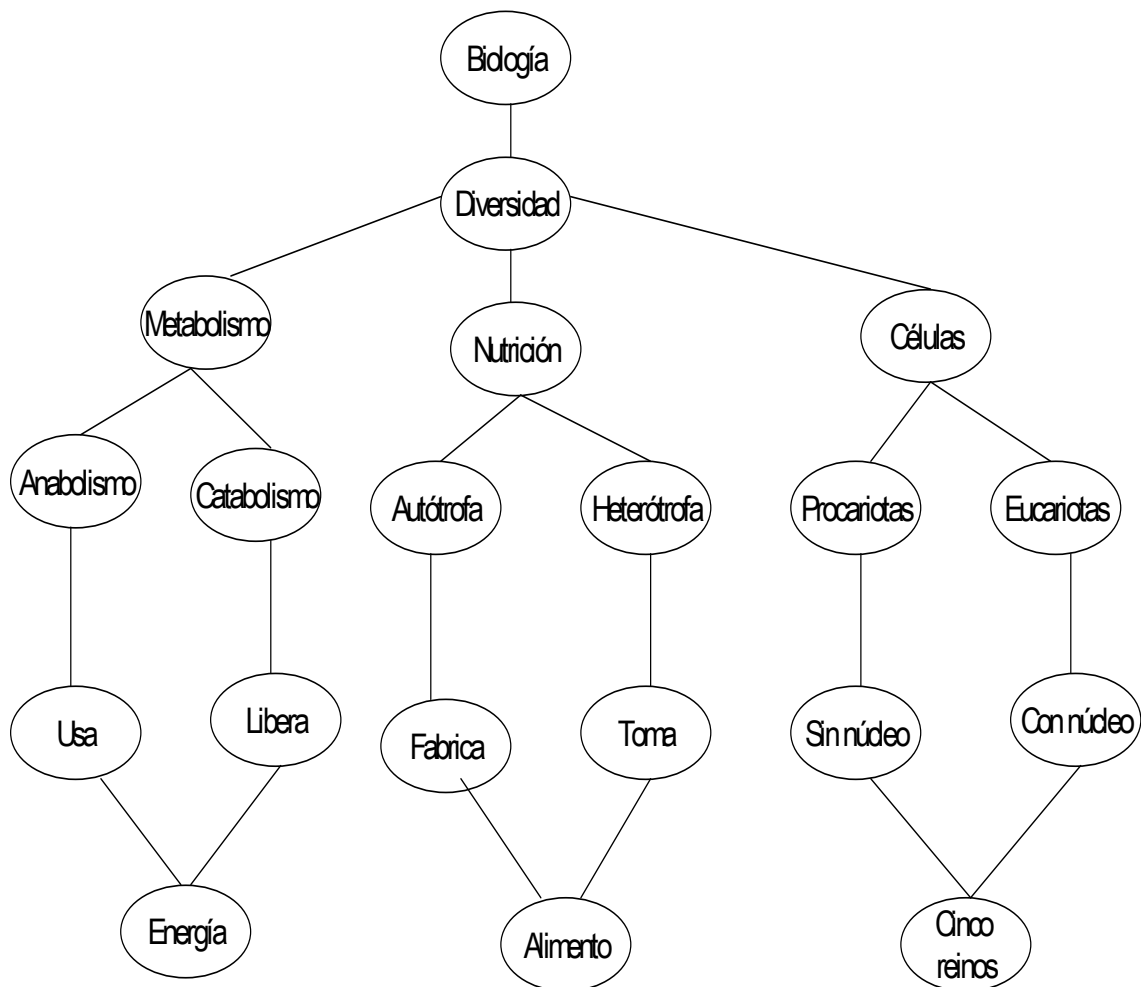 Biología
Diversidad
Metabolismo
Nutrición
Células
Anabolismo
Catabolismo
Autótrofa
Heterótrofa
Procariotas
Eucariotas
Usa
Libera
Fabrica
Toma
Sin núcleo
Con núcleo
Energía
Alimento
Cinco
reinos